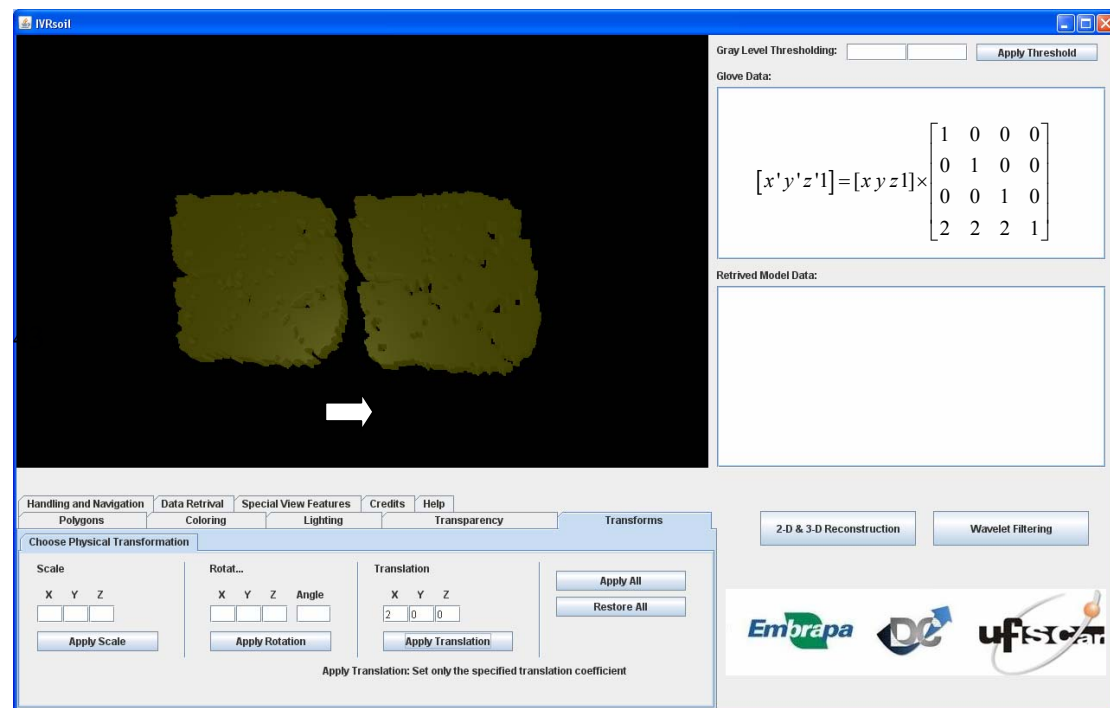 IVRsoil
Gray Level Thresholding:
Apply Threshold
Glove Data:
[x' y' z' 1] = [x y z 1] ×
1 0 0 0
0 1 0 0
0 0 1 0
2 2 2 1
Retrived Model Data:
Handling and Navigation Data Retrival Special View Features Credits Help
Polygons Coloring Lighting Transparency Transforms
Choose Physical Transformation
Scale Rotat... Translation
X Y Z X Y Z Angle X Y Z
2 0 0
Apply Scale Apply Rotation Apply Translation
Apply All
Restore All
Apply Translation: Set only the specified translation coefficient
2-D & 3-D Reconstruction Wavelet Filtering
Embrapa DC ufscar